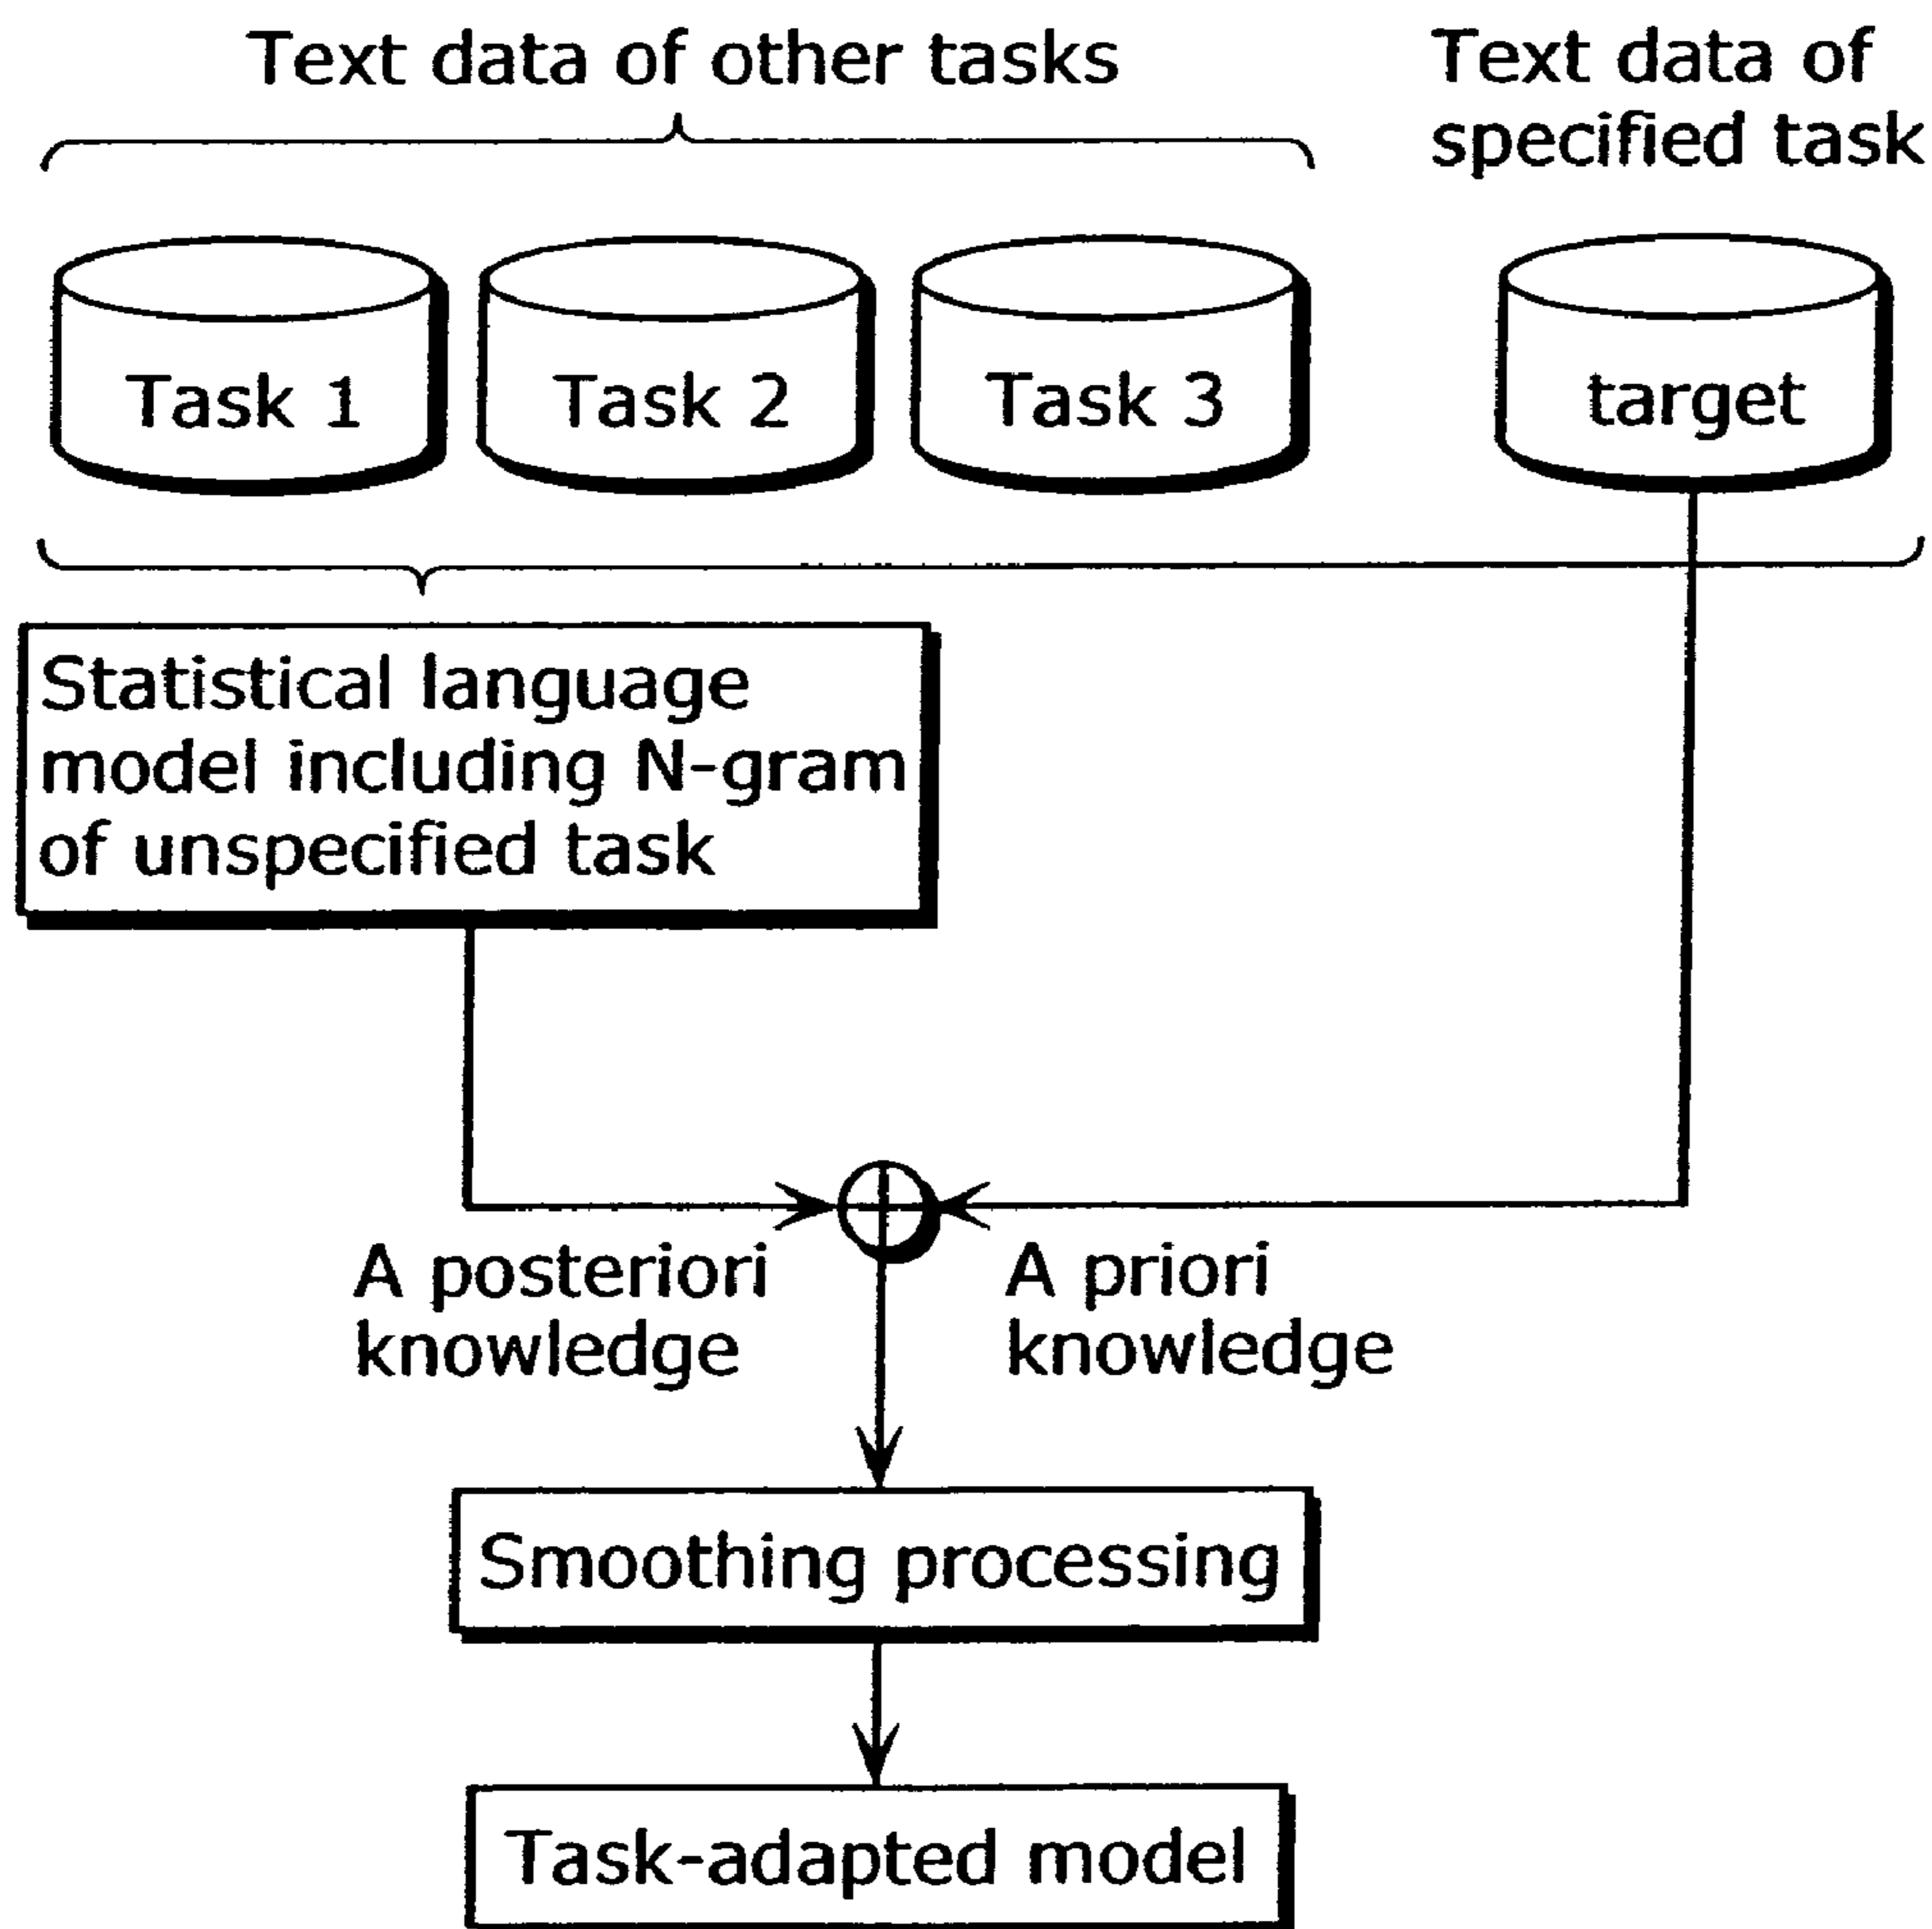 Text data of other tasks
Text data of
specified task
Task 1
Task 2
Task 3
target
Statistical language
model including N-gram
of unspecified task
A posteriori
knowledge
A priori
knowledge
Smoothing processing
Task-adapted model